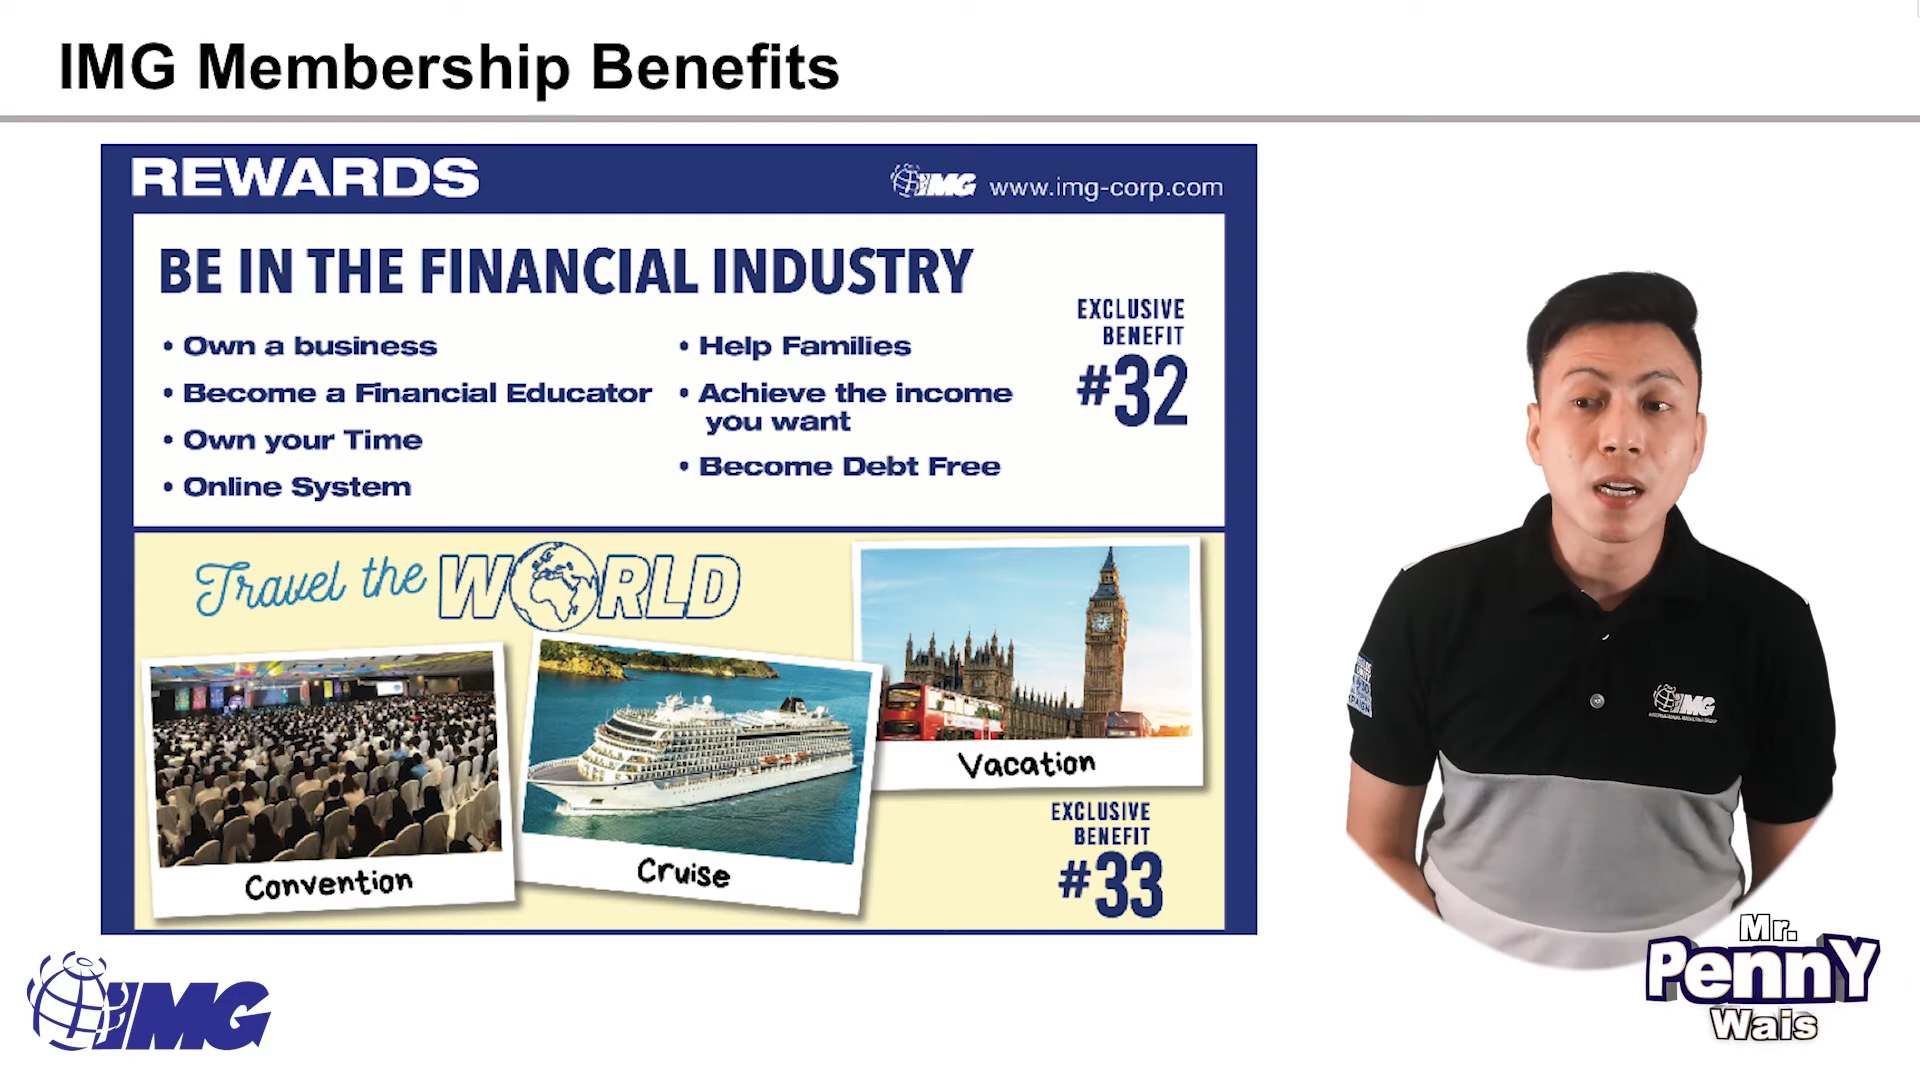 IMG Membership Benefits
REWARDS
IMG www.img-corp.com
BE IN THE FINANCIAL INDUSTRY
• Own a business
• Become a Financial Educator
• Own your Time
• Online System
• Help Families
• Achieve the income
you want
• Become Debt Free
EXCLUSIVE
BENEFIT
#32
Travel the WORLD
Convention
Cruise
Vacation
EXCLUSIVE
BENEFIT
#33
IMG
IMG
Mr.
PennY
Wais